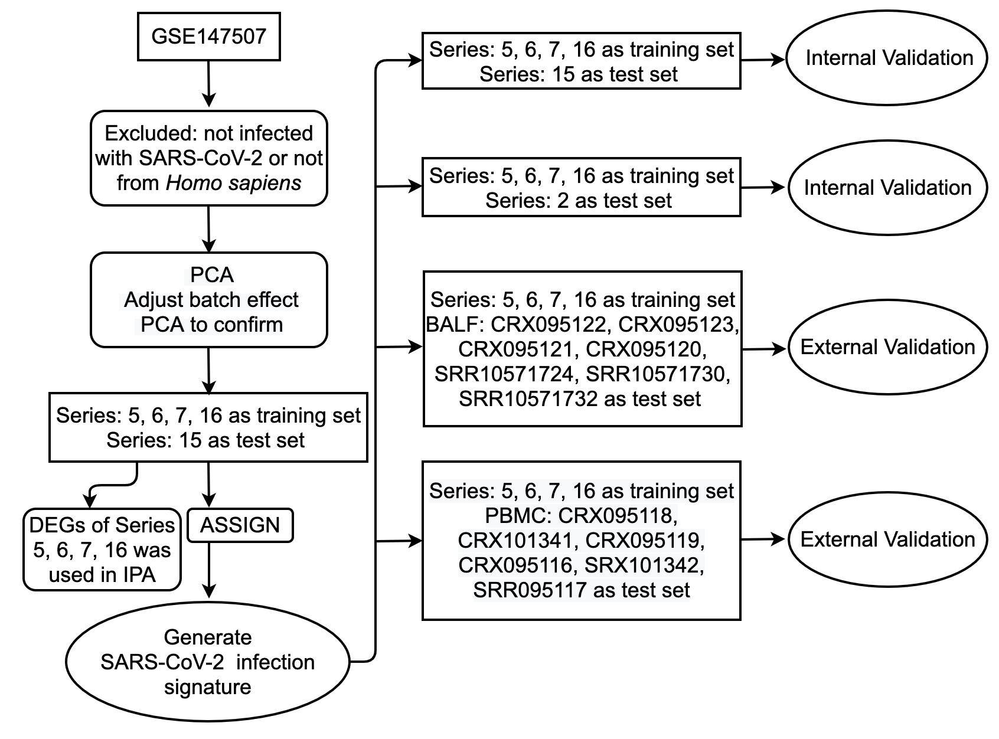 GSE147507
Excluded: not infected
with SARS-CoV-2 or not
from Homo sapiens
PCA
Adjust batch effect
PCA to confirm
Series: 5, 6, 7, 16 as training set
Series: 15 as test set
DEGs of Series
5, 6, 7, 16 was
used in IPA
ASSIGN
Generate
SARS-CoV-2 infection
signature
Series: 5, 6, 7, 16 as training set
Series: 15 as test set
Internal Validation
Series: 5, 6, 7, 16 as training set
Series: 2 as test set
Internal Validation
Series: 5, 6, 7, 16 as training set
BALF: CRX095122, CRX095123,
CRX095121, CRX095120,
SRR10571724, SRR10571730,
SRR10571732 as test set
External Validation
Series: 5, 6, 7, 16 as training set
PBMC: CRX095118,
CRX101341, CRX095119,
CRX095116, SRX101342,
SRR095117 as test set
External Validation